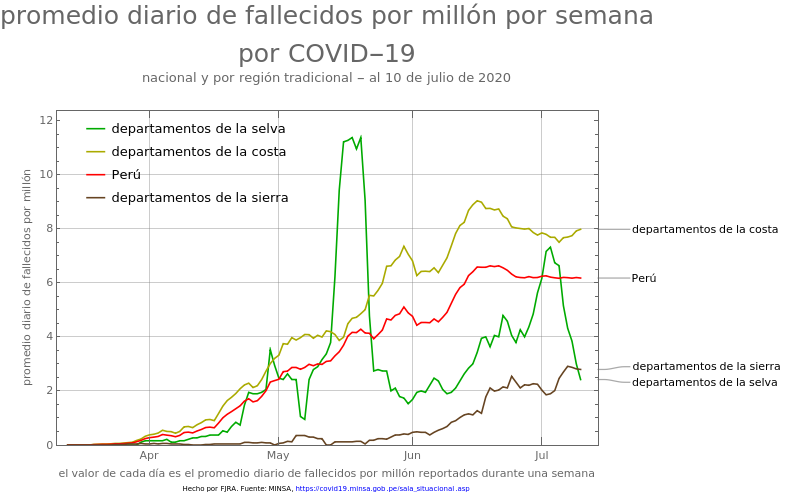 promedio diario de fallecidos por millón por semana
por COVID−19
nacional y por región tradicional − al 10 de julio de 2020
promedio diario de fallecidos por millón
12
10
8
6
4
2
0
departamentos de la selva
departamentos de la costa
Perú
departamentos de la sierra
departamentos de la costa
Perú
departamentos de la sierra
departamentos de la selva
Apr May Jun Jul
el valor de cada día es el promedio diario de fallecidos por millón reportados durante una semana
Hecho por FJRA. Fuente: MINSA, https://covid19.minsa.gob.pe/sala_situacional.asp